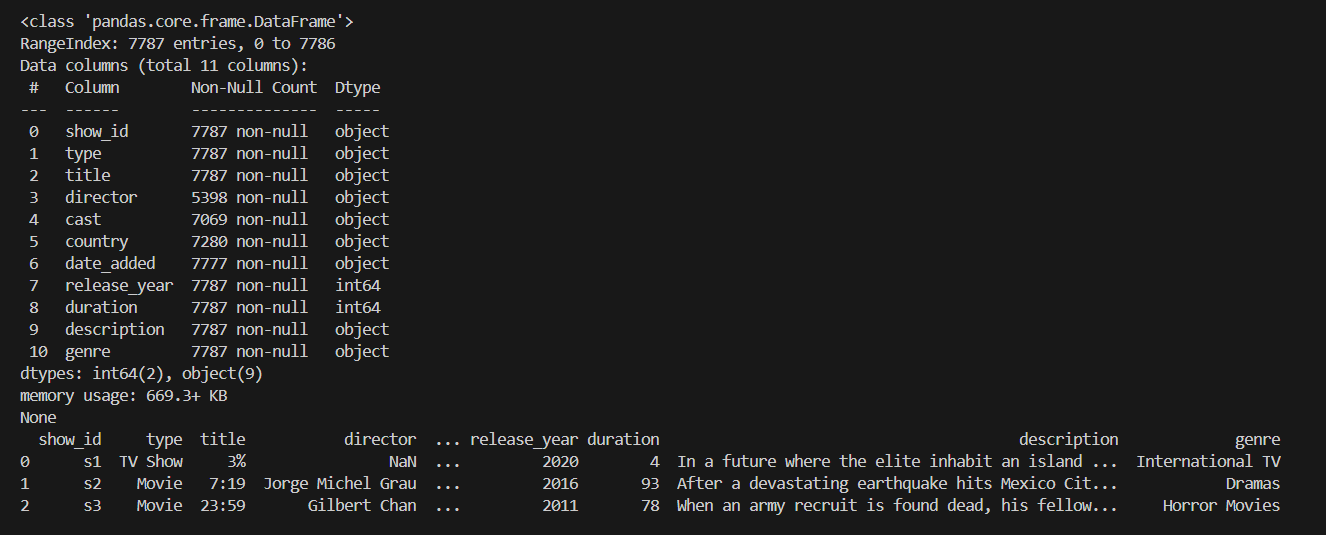 <class 'pandas.core.frame.DataFrame'>
RangeIndex: 7787 entries, 0 to 7786
Data columns (total 11 columns):
 #   Column        Non-Null Count  Dtype
---  ------        --------------  -----
 0   show_id       7787 non-null   object
 1   type          7787 non-null   object
 2   title         7787 non-null   object
 3   director      5398 non-null   object
 4   cast          7069 non-null   object
 5   country       7280 non-null   object
 6   date_added    7777 non-null   object
 7   release_year  7787 non-null   int64
 8   duration      7787 non-null   int64
 9   description   7787 non-null   object
 10  genre         7787 non-null   object
dtypes: int64(2), object(9)
memory usage: 669.3+ KB
None
  show_id     type  title           director  ... release_year duration                                        description             genre
0      s1  TV Show     3%                NaN  ...         2020        4  In a future where the elite inhabit an island ...  International TV
1      s2    Movie   7:19  Jorge Michel Grau  ...         2016       93  After a devastating earthquake hits Mexico Cit...            Dramas
2      s3    Movie  23:59       Gilbert Chan  ...         2011       78  When an army recruit is found dead, his fellow...     Horror Movies